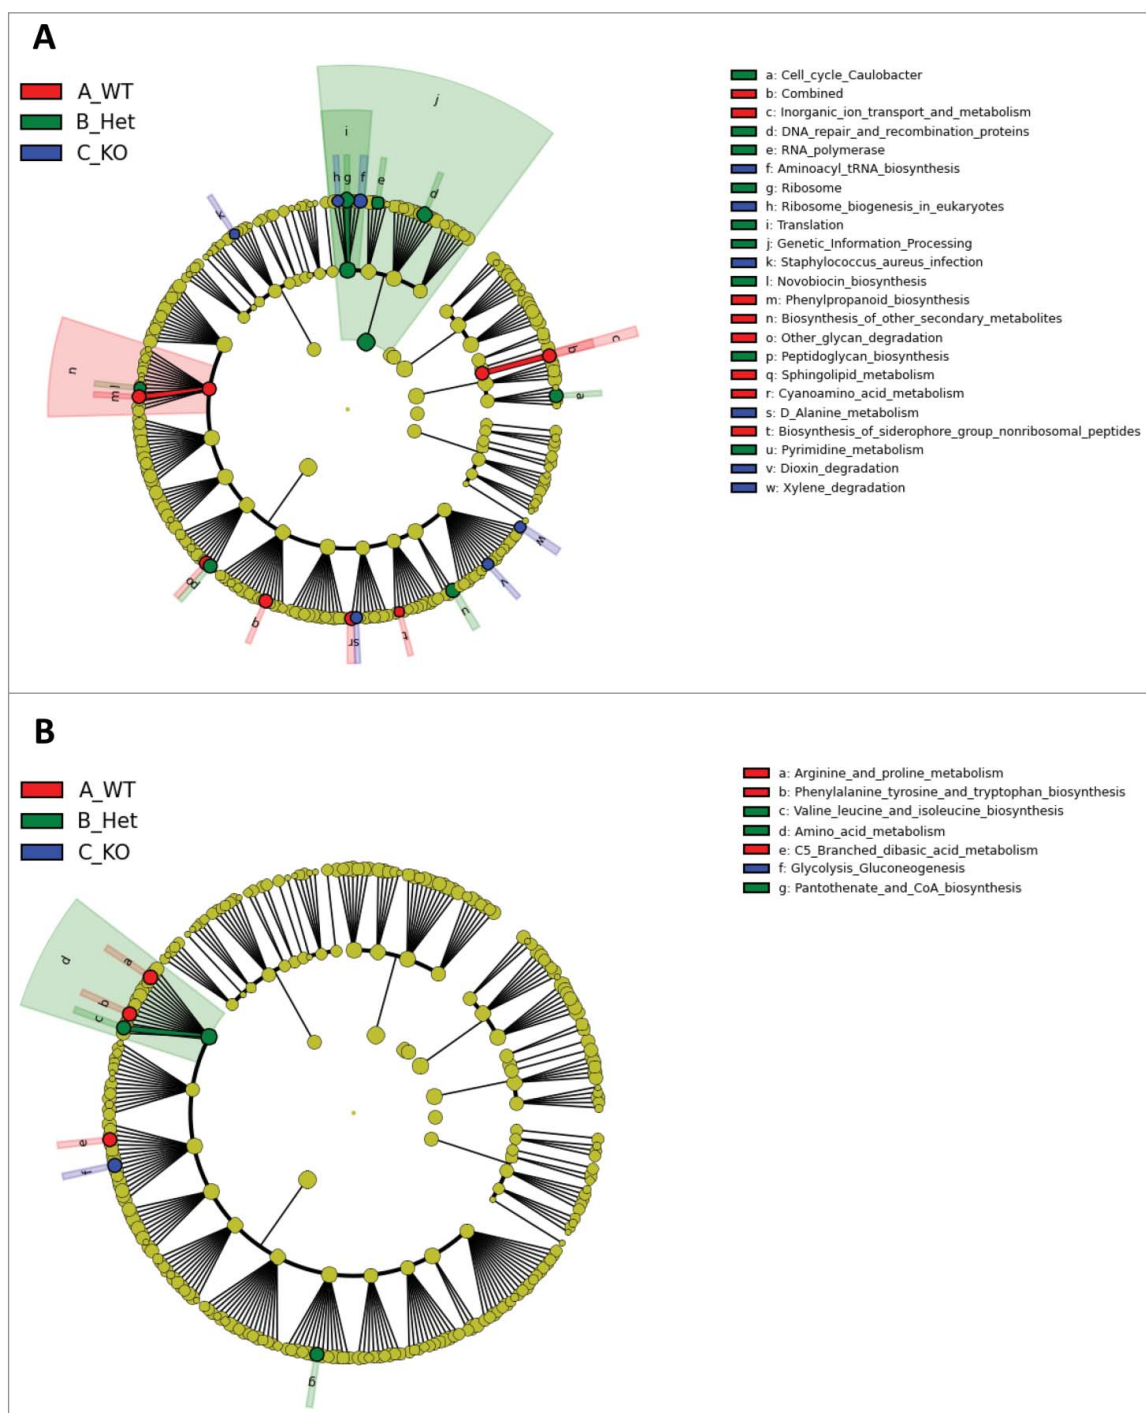 A
A_WT
B_Het
C_KO
a: Cell_cycle_Caulobacter
b: Combined
c: Inorganic_ion_transport_and_metabolism
d: DNA_repair_and_recombination_proteins
e: RNA_polymerase
f: Aminoacyl_tRNA_biosynthesis
g: Ribosome
h: Ribosome_biogenesis_in_eukaryotes
i: Translation
j: Genetic_Information_Processing
k: Staphylococcus_aureus_infection
l: Novobiocin_biosynthesis
m: Phenylpropanoid_biosynthesis
n: Biosynthesis_of_other_secondary_metabolites
o: Other_glycan_degradation
p: Peptidoglycan_biosynthesis
q: Sphingolipid_metabolism
r: Cyanoamino_acid_metabolism
s: D_Alanine_metabolism
t: Biosynthesis_of_siderophore_group_nonribosomal_peptides
u: Pyrimidine_metabolism
v: Dioxin_degradation
w: Xylene_degradation
j
i
h g f e
d
k
c
b
a
n
l
m
w
v
u
t
s r
q
p o
B
A_WT
B_Het
C_KO
a: Arginine_and_proline_metabolism
b: Phenylalanine_tyrosine_and_tryptophan_biosynthesis
c: Valine_leucine_and_isoleucine_biosynthesis
d: Amino_acid_metabolism
e: C5_Branched_dibasic_acid_metabolism
f: Glycolysis_Gluconeogenesis
g: Pantothenate_and_CoA_biosynthesis
d
a
b
c
e
f
g